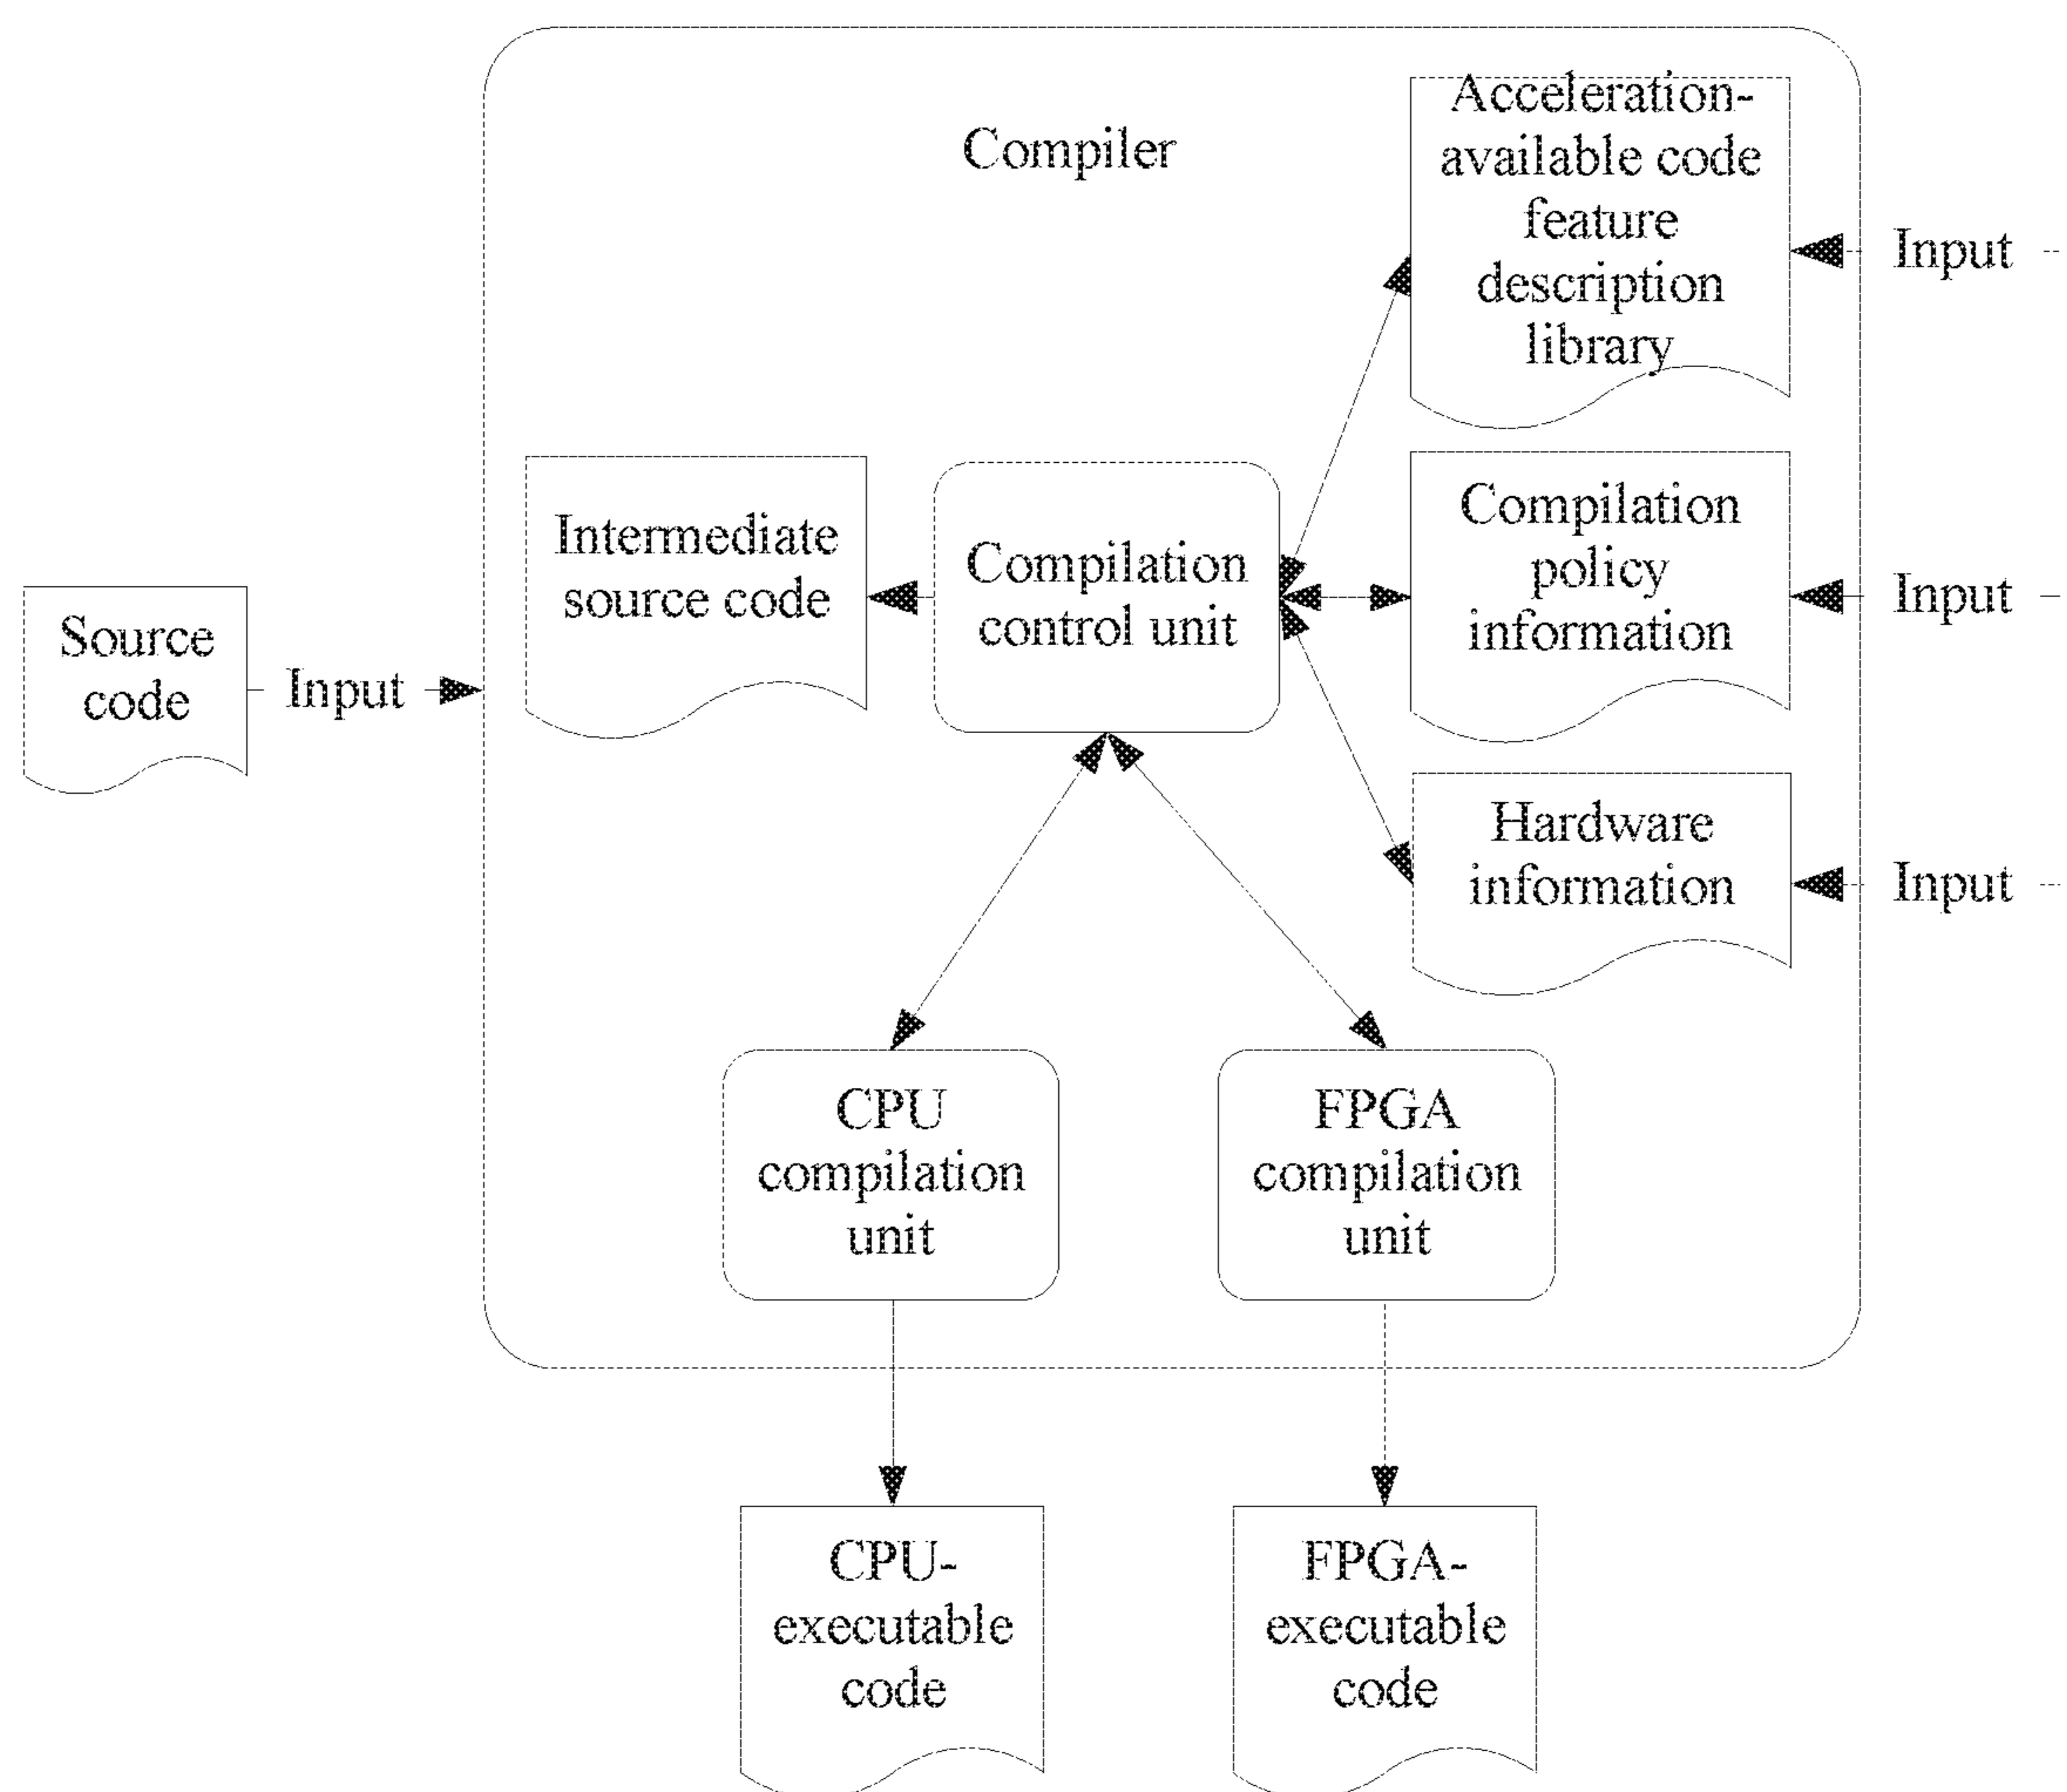 Compiler
Acceleration-
available code
feature
description
library
Input
Intermediate
source code
Compilation
control unit
Compilation
policy
information
Input
Source
code
Input
Hardware
information
Input
CPU
compilation
unit
FPGA
compilation
unit
CPU-
executable
code
FPGA-
executable
code